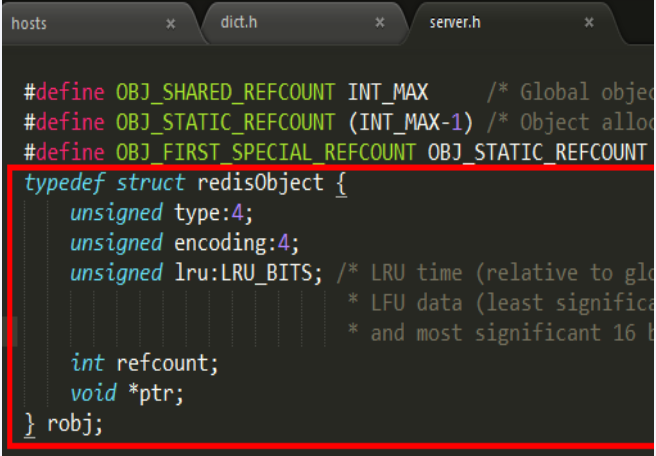 hosts × dict.h × server.h ×
#define OBJ_SHARED_REFCOUNT INT_MAX /* Global objec
#define OBJ_STATIC_REFCOUNT (INT_MAX-1) /* Object alloc
#define OBJ_FIRST_SPECIAL_REFCOUNT OBJ_STATIC_REFCOUNT
typedef struct redisObject {
unsigned type:4;
unsigned encoding:4;
unsigned lru:LRU_BITS; /* LRU time (relative to glo
* LFU data (least significa
* and most significant 16 b
int refcount;
void *ptr;
} robj;